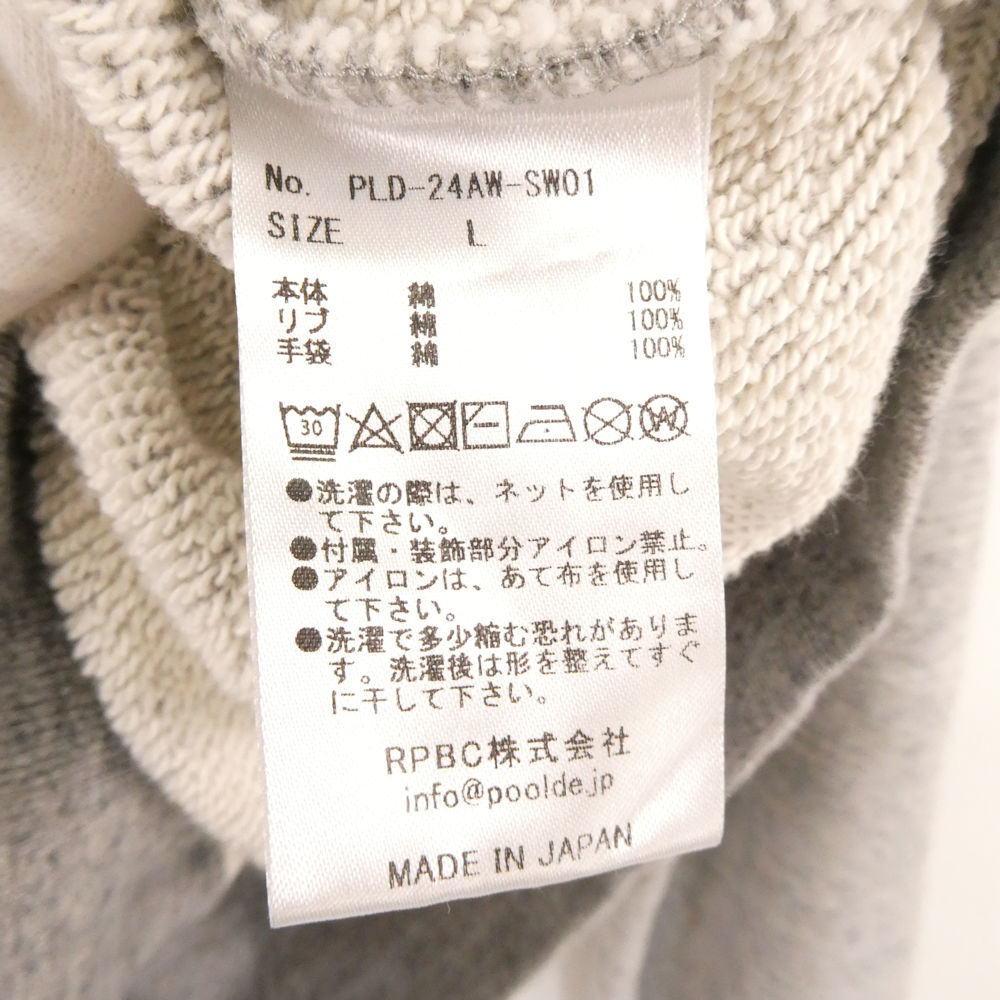 No. PLD-24AW-SW01
SIZE L
本体 綿 100%
リブ 綿 100%
手袋 綿 100%
30 W
●洗濯の際は、ネットを使用し
て下さい。
●付属・装飾部分アイロン禁止。
●アイロンは、あて布を使用し
て下さい。
●洗濯で多少縮む恐れがありま
す。洗濯後は形を整えてすぐ
に干して下さい。
RPBC株式会社
info@poolde.jp
MADE IN JAPAN